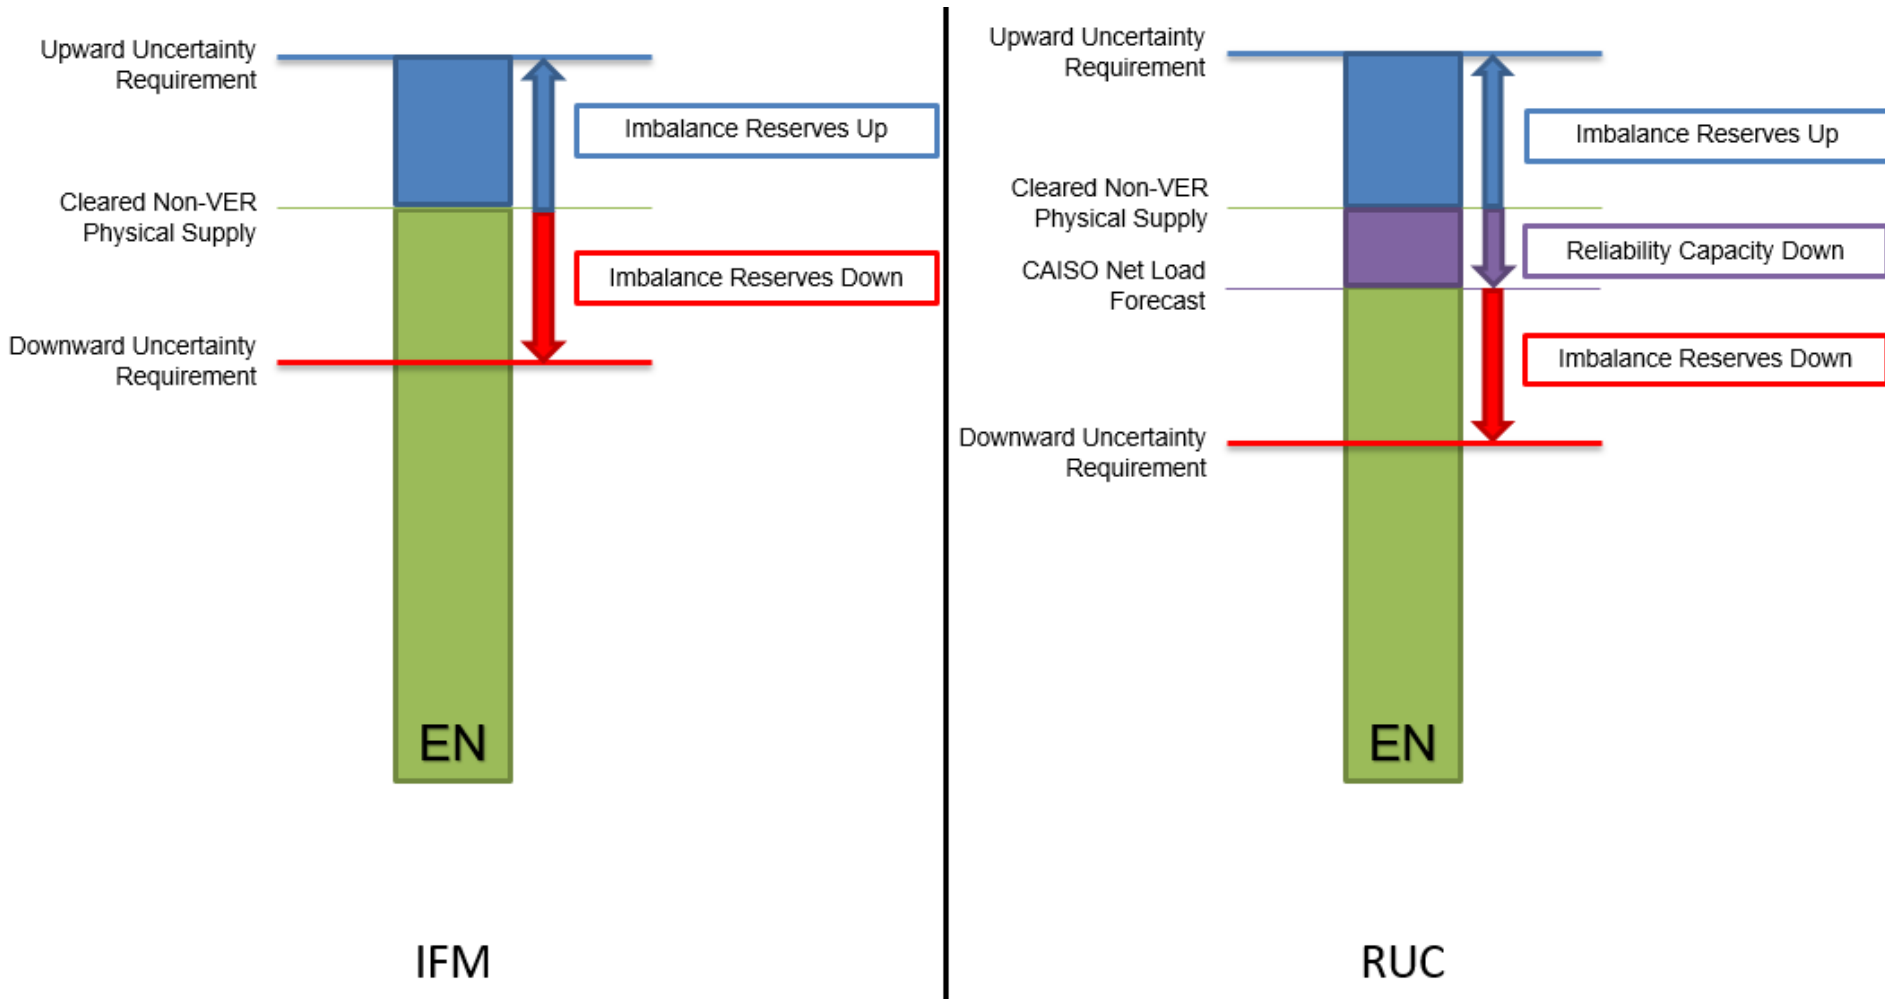 Upward Uncertainty
Requirement
Imbalance Reserves Up
Cleared Non-VER
Physical Supply
Imbalance Reserves Down
Downward Uncertainty
Requirement
EN
IFM
Upward Uncertainty
Requirement
Imbalance Reserves Up
Cleared Non-VER
Physical Supply
Reliability Capacity Down
CAISO Net Load
Forecast
Imbalance Reserves Down
Downward Uncertainty
Requirement
EN
RUC